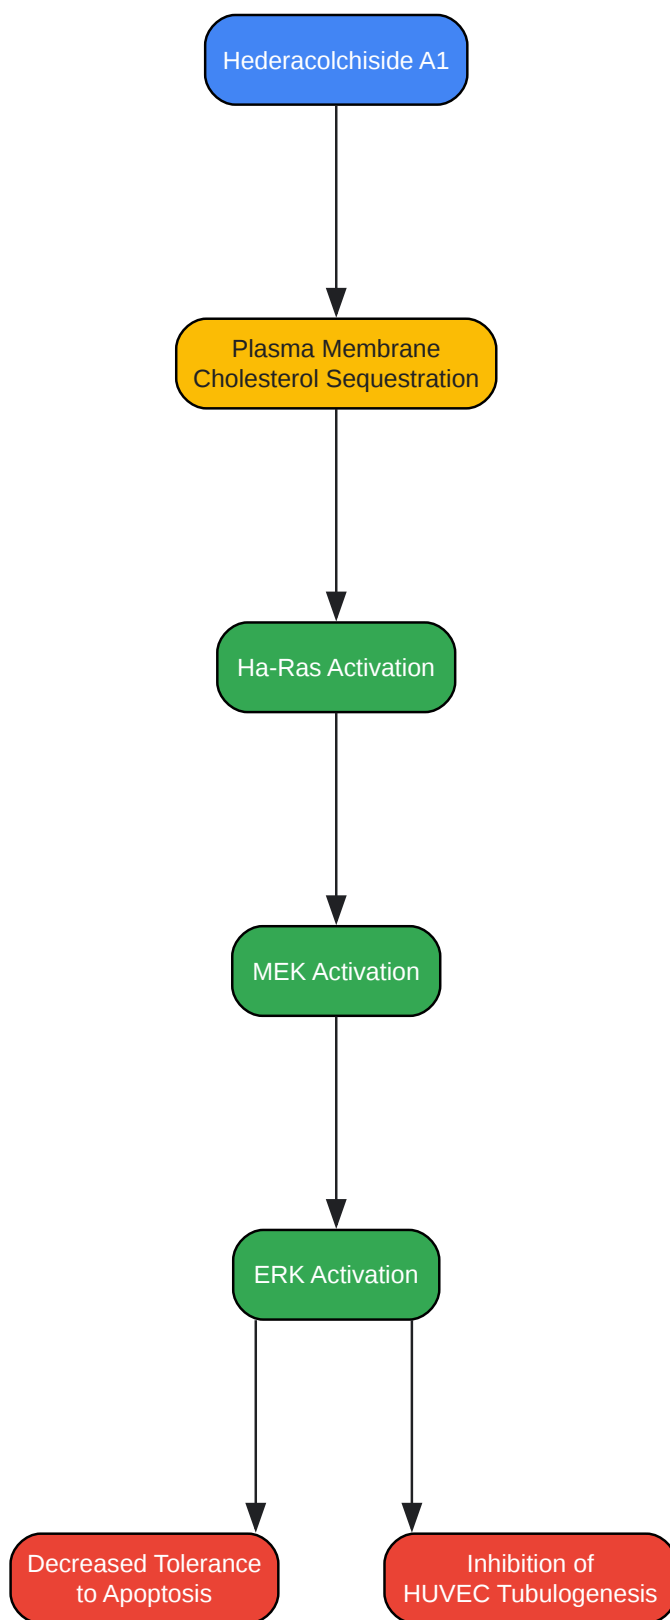 Hederacolchiside A1
Plasma Membrane
Cholesterol Sequestration
Ha-Ras Activation
MEK Activation
ERK Activation
Decreased Tolerance
to Apoptosis
Inhibition of
HUVEC Tubulogenesis